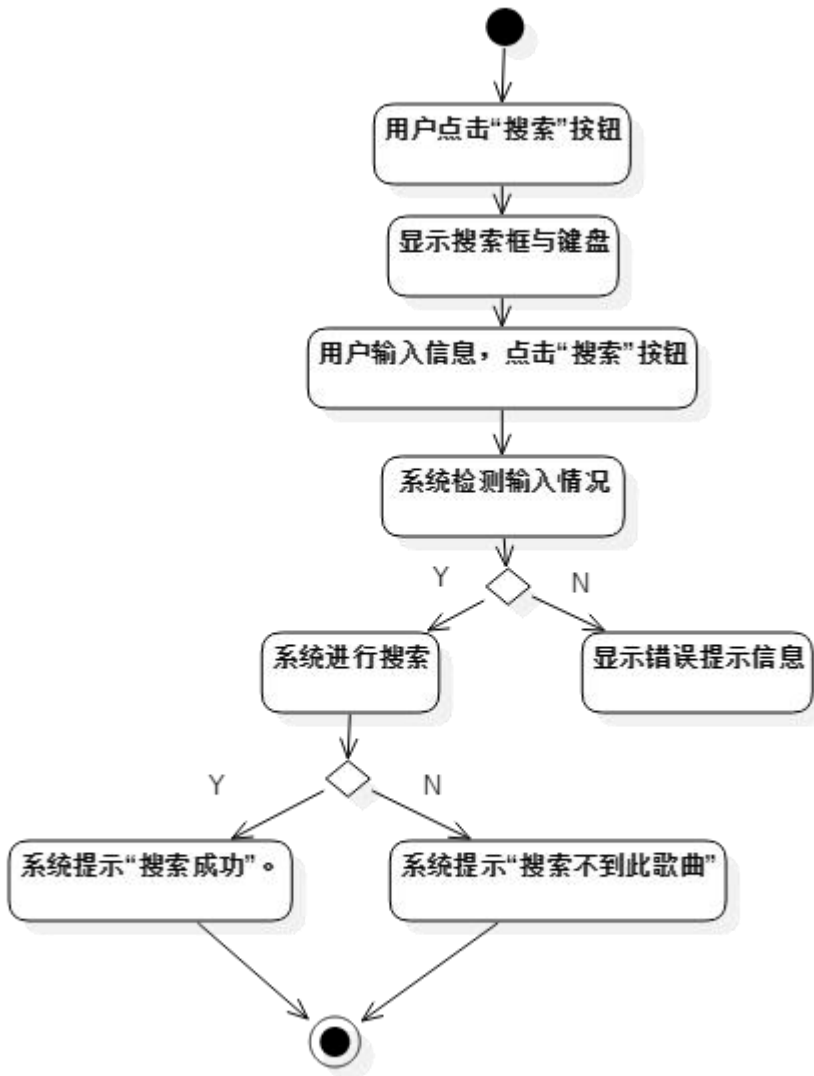 用户点击“搜索”按钮
显示搜索框与键盘
用户输入信息，点击“搜索”按钮
系统检测输入情况
Y
N
系统进行搜索
显示错误提示信息
Y
N
系统提示“搜索成功”。
系统提示“搜索不到此歌曲”